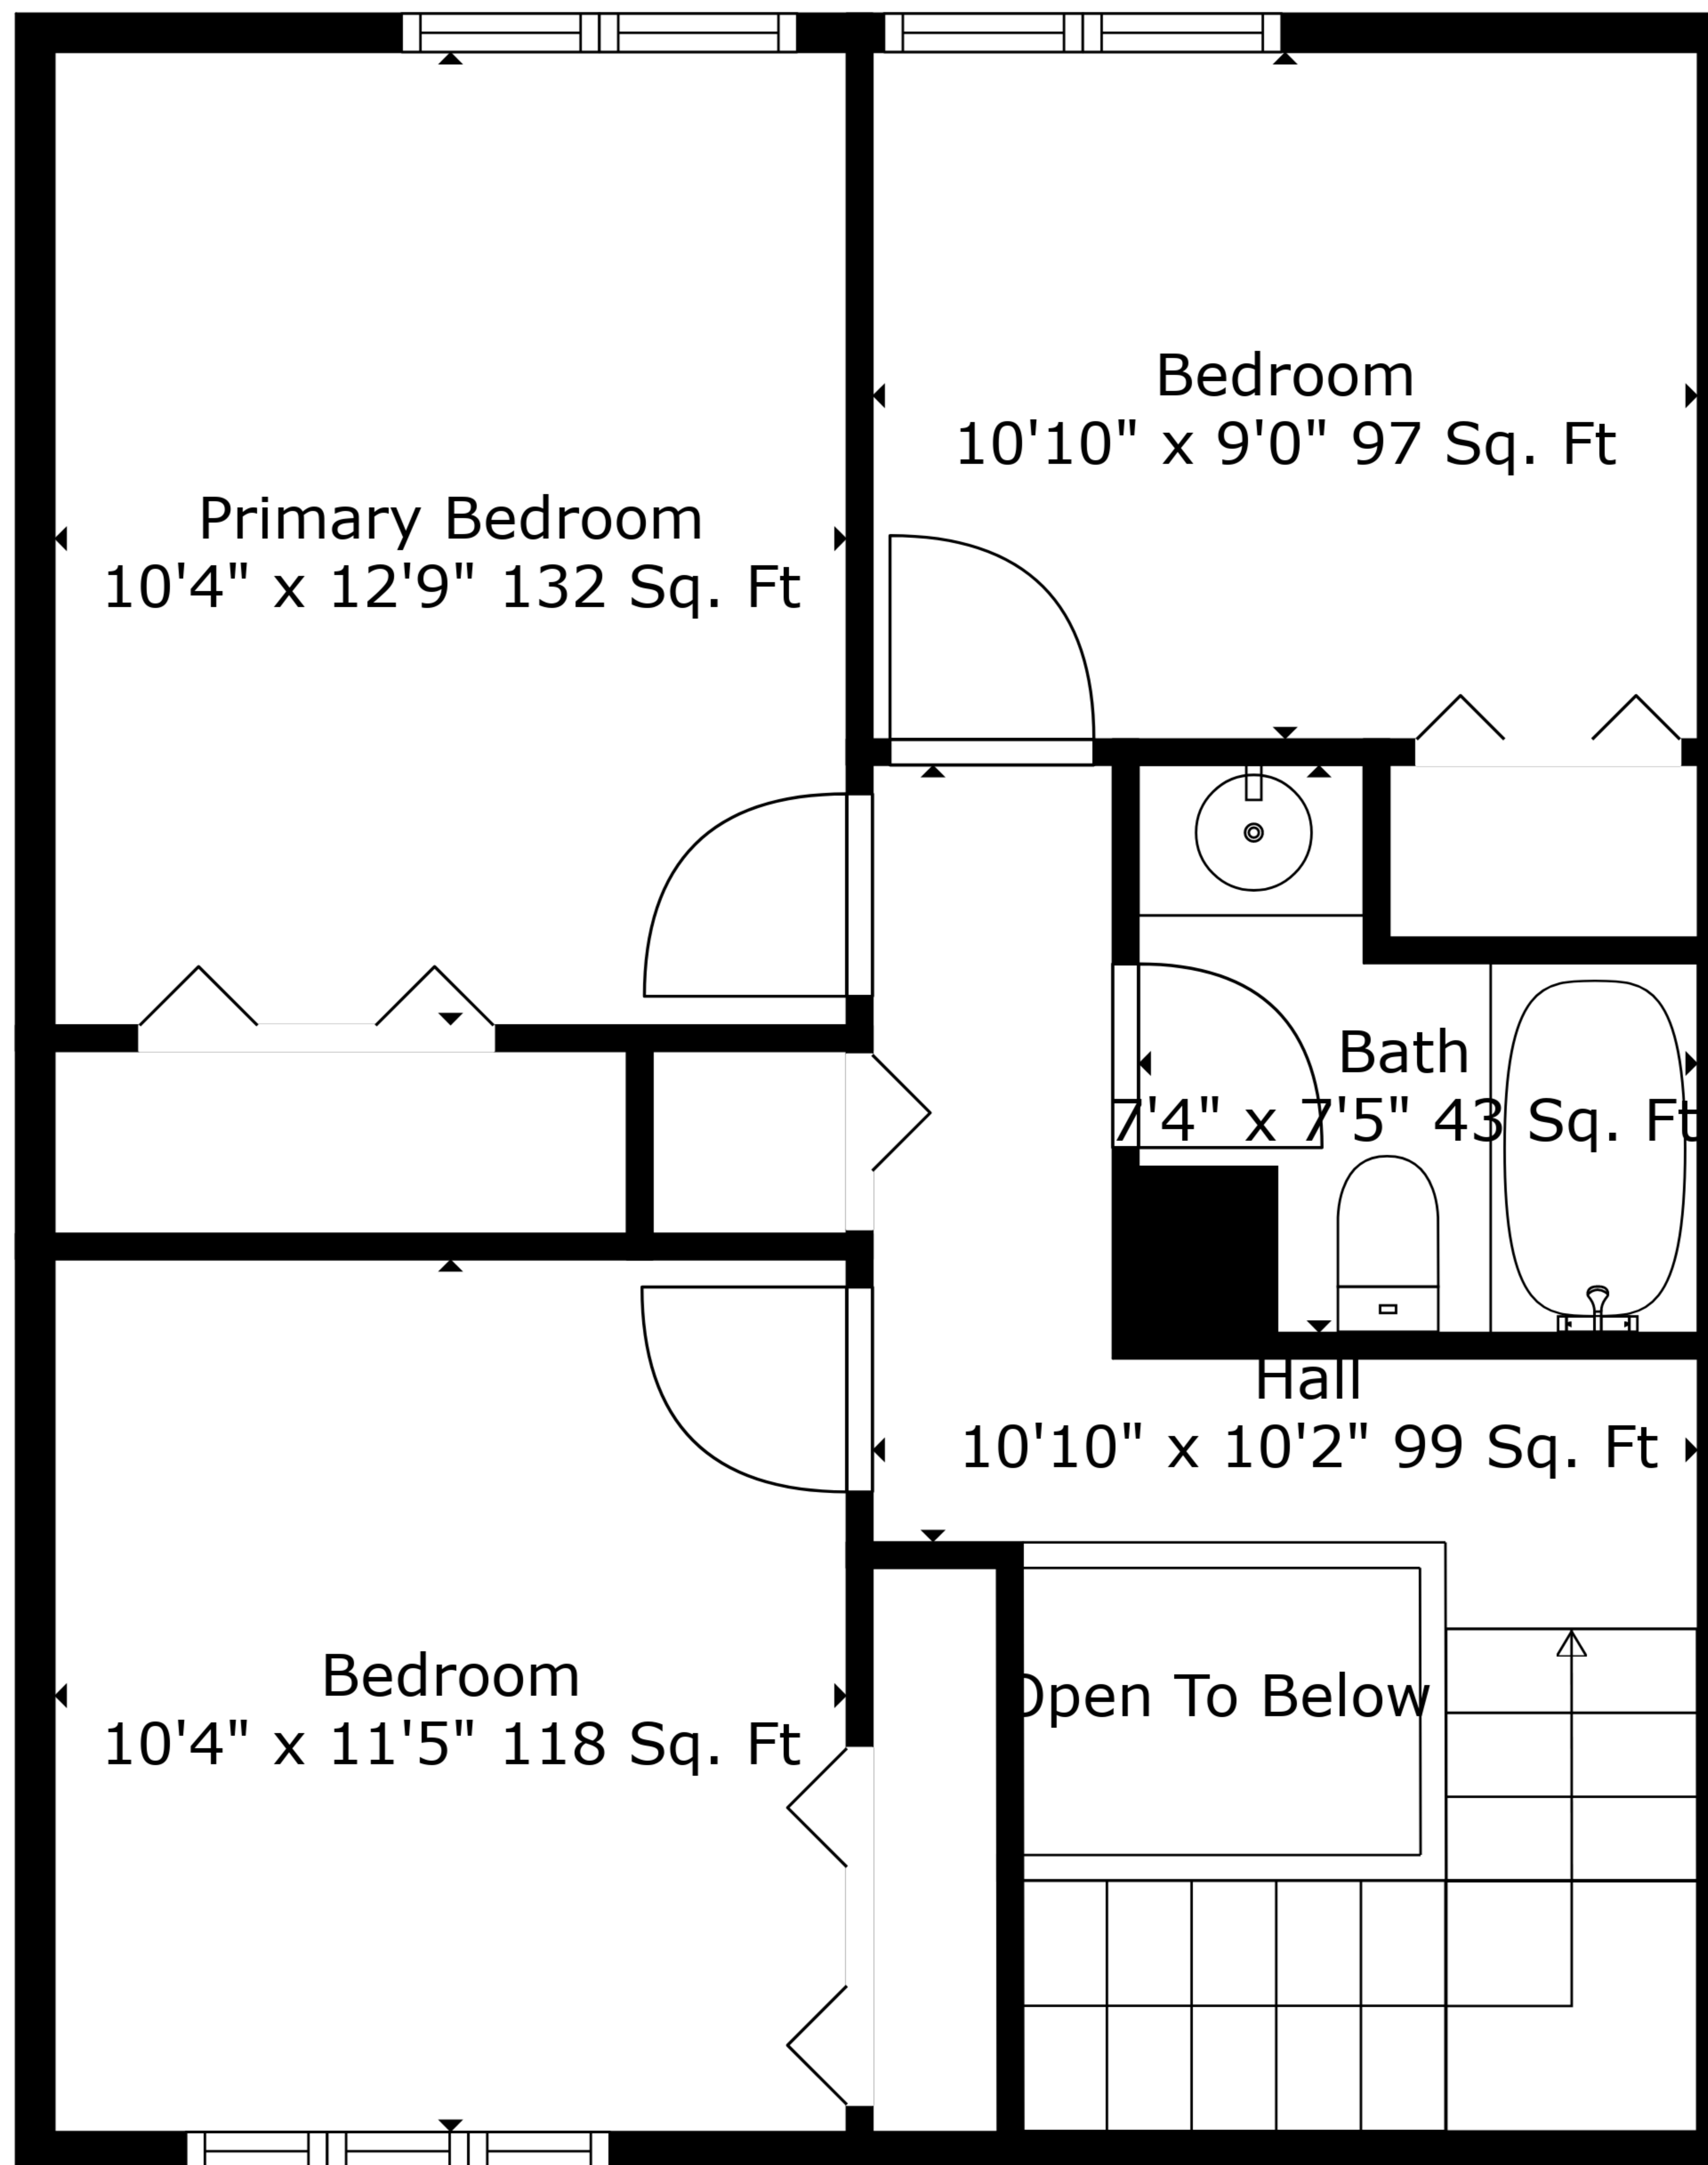 Bedroom
10'10" x 9'0" 97 Sq. Ft
Primary Bedroom
10'4" x 12'9" 132 Sq. Ft
Bath
7'4" x 7'5" 43 Sq. Ft
Hall
10'10" x 10'2" 99 Sq. Ft
Bedroom
10'4" x 11'5" 118 Sq. Ft
Open To Below